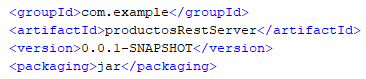 <groupId>com.example</groupId>
<artifactId>productosRestServer</artifactId>
<version>0.0.1-SNAPSHOT</version>
<packaging>jar</packaging>